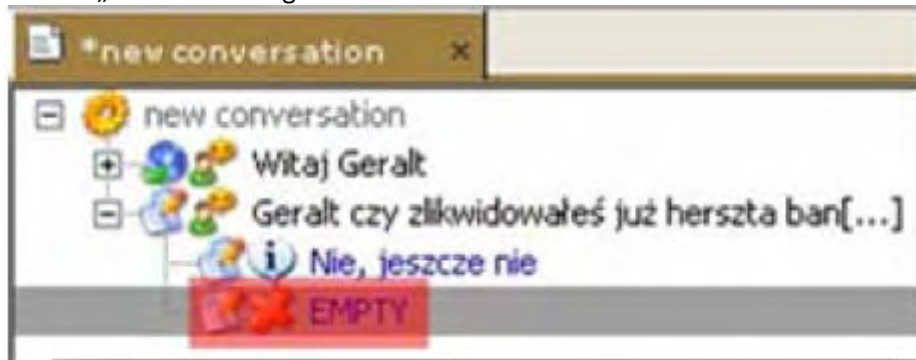 *new conversation
new conversation
Witaj Geralt
Geralt czy zlikwidowałeś już herszta ban[...]
Nie, jeszcze nie
EMPTY